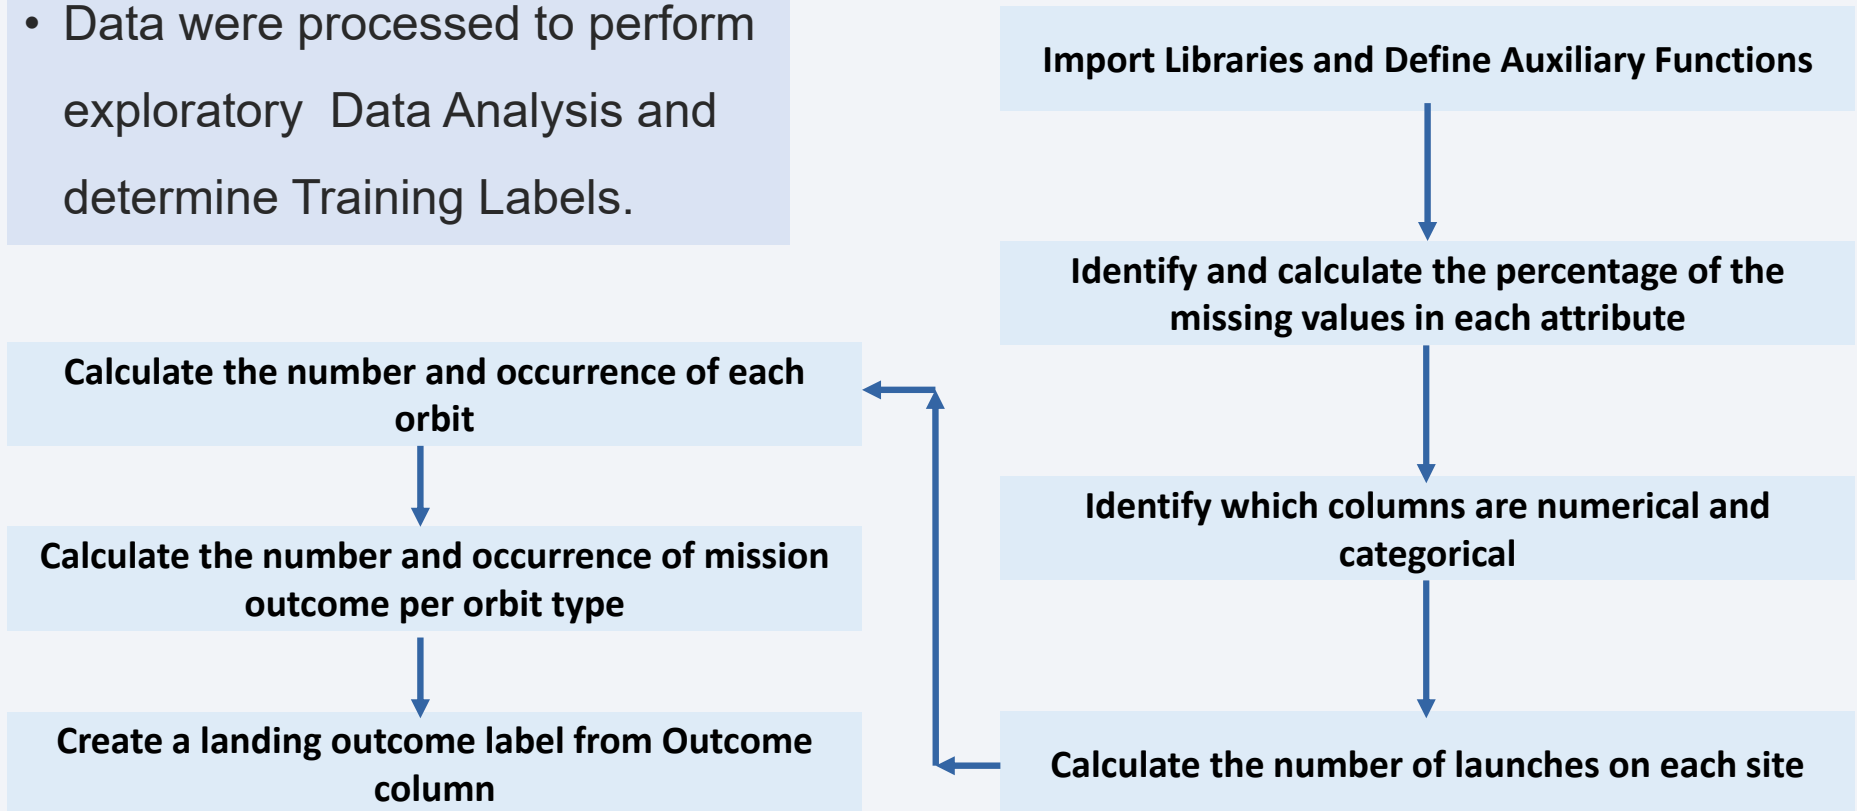 • Data were processed to perform
exploratory  Data Analysis and
determine Training Labels.
Import Libraries and Define Auxiliary Functions
Identify and calculate the percentage of the
missing values in each attribute
Identify which columns are numerical and
categorical
Calculate the number of launches on each site
Calculate the number and occurrence of each
orbit
Calculate the number and occurrence of mission
outcome per orbit type
Create a landing outcome label from Outcome
column